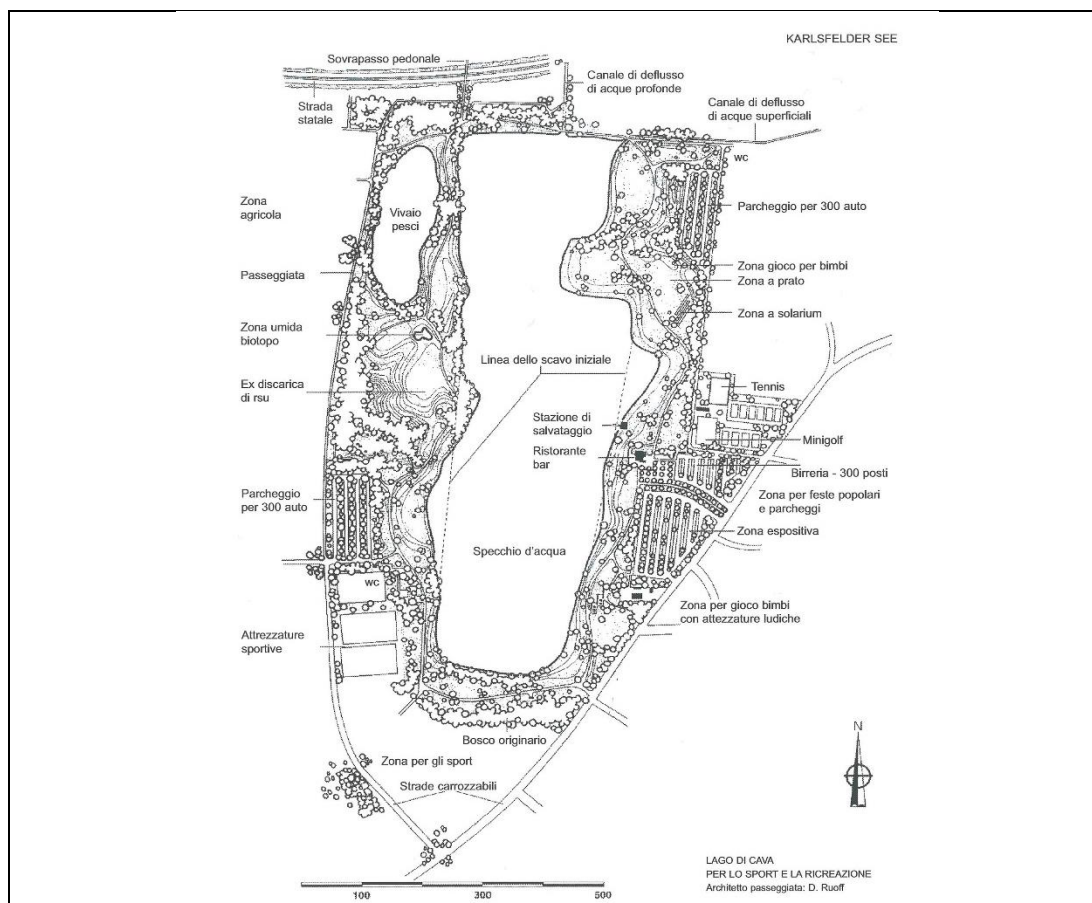 KARLSFELDER SEE
Sovrapasso pedonale
Canale di deflusso
di acque profonde
Strada
statale
Canale di deflusso
di acque superficiali
wc
Zona
agricola
Vivaio
pesci
Parcheggio per 300 auto
Passeggiata
Zona gioco per bimbi
Zona a prato
Zona umida
biotopo
Zona a solarium
Linea dello scavo iniziale
Ex discarica
di rsu
Tennis
Stazione di
salvataggio
Minigolf
Ristorante
bar
Birreria - 300 posti
Parcheggio
per 300 auto
Zona per feste popolari
e parcheggi
Zona espositiva
Specchio d'acqua
wc
Zona per gioco bimbi
con attezzature ludiche
Attrezzature
sportive
Bosco originario
N
Zona per gli sport
Strade carrozzabili
LAGO DI CAVA
PER LO SPORT E LA RICREAZIONE
Architetto passeggiata: D. Ruoff
100
300
500